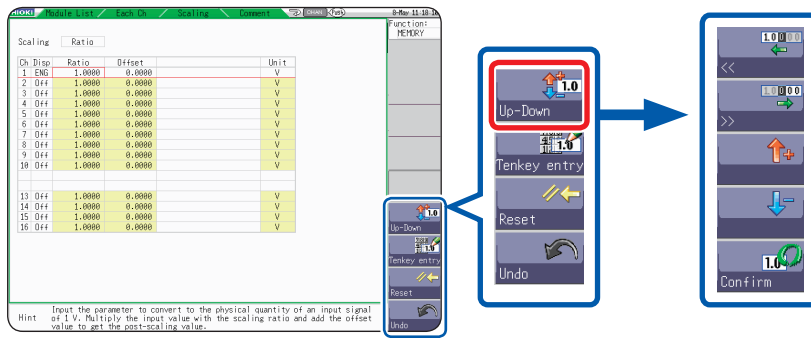 HIOKI Module List Each Ch Scaling Comment CHAN (Fast) 8-May 11-18-10
Function:
MEMORY
Scaling Ratio
Ch Disp Ratio Offset Unit
1 ENG 1.0000 0.0000 V
2 Off 1.0000 0.0000 V
3 Off 1.0000 0.0000 V
4 Off 1.0000 0.0000 V
5 Off 1.0000 0.0000 V
6 Off 1.0000 0.0000 V
7 Off 1.0000 0.0000 V
8 Off 1.0000 0.0000 V
9 Off 1.0000 0.0000 V
10 Off 1.0000 0.0000 V
13 Off 1.0000 0.0000 V
14 Off 1.0000 0.0000 V
15 Off 1.0000 0.0000 V
16 Off 1.0000 0.0000 V
1.0
Up-Down
Tenkey entry
Reset
Undo
Hint Input the parameter to convert to the physical quantity of an input signal
of 1 V. Multiply the input value with the scaling ratio and add the offset
value to get the post-scaling value.
1.0
Up-Down
1.0
Tenkey entry
Reset
Undo
1.0000
<<
1.0000
>>
1.0
Confirm